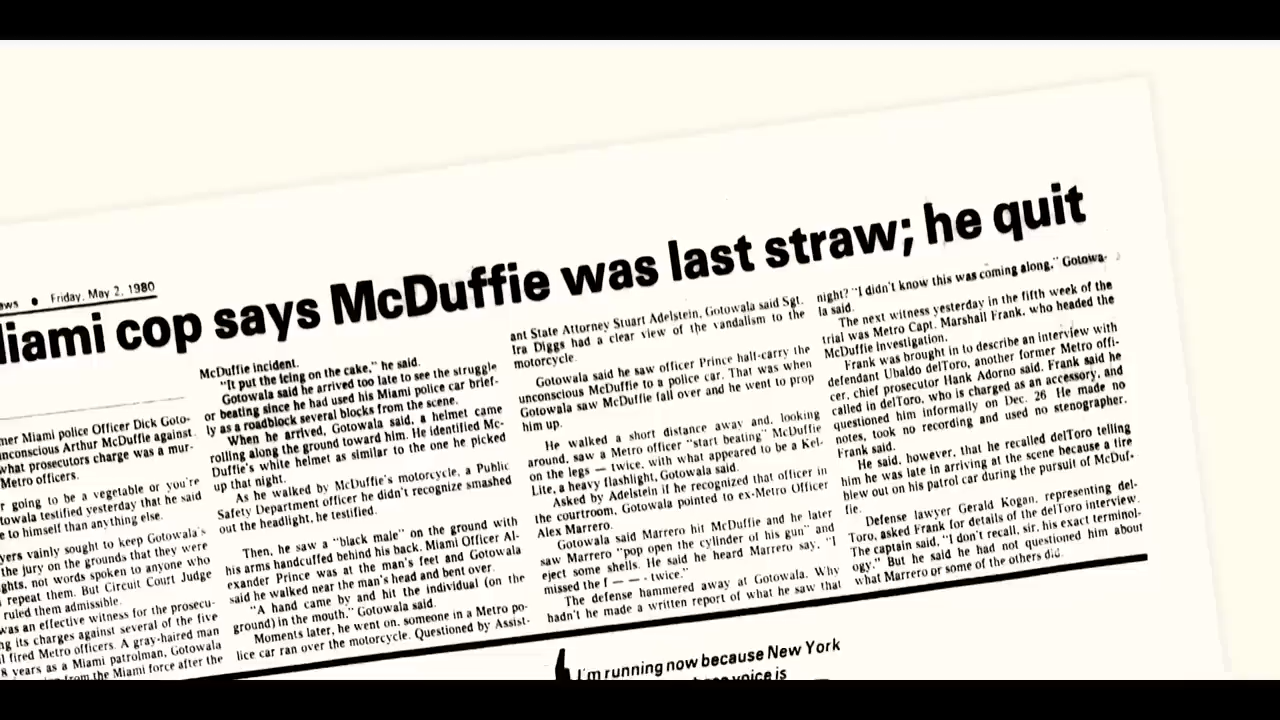 ews • Friday, May 2, 1980
iami cop says McDuffie was last straw; he quit
mer Miami police Officer Dick Goto-
nconscious Arthur McDuffie against
what prosecutors charge was a mur-
Metro officers.
r going to be a vegetable or you're
towala testified yesterday that he said
e to himself than anything else.
yers vainly sought to keep Gotowala's
the jury on the grounds that they were
ghts, not words spoken to anyone who
repeat them. But Circuit Court Judge
ruled them admissible.
was an effective witness for the prosecu-
ng its charges against several of the five
l fired Metro officers. A gray-haired man
8 years as a Miami patrolman, Gotowala
from the Miami force after the
McDuffie incident.
"It put the icing on the cake," he said.
Gotowala said he arrived too late to see the struggle
or beating since he had used his Miami police car brief-
ly as a roadblock several blocks from the scene.
When he arrived, Gotowala said, a helmet came
rolling along the ground toward him. He identified Mc-
Duffie's white helmet as similar to the one he picked
up that night.
As he walked by McDuffie's motorcycle, a Public
Safety Department officer he didn't recognize smashed
out the headlight, he testified.
Then, he saw a "black male" on the ground with
his arms handcuffed behind his back. Miami Officer Al-
exander Prince was at the man's feet and Gotowala
said he walked near the man's head and bent over.
"A hand came by and hit the individual (on the
ground) in the mouth," Gotowala said.
Moments later, he went on, someone in a Metro po-
lice car ran over the motorcycle. Questioned by Assist-
ant State Attorney Stuart Adelstein, Gotowala said Sgt.
Ira Diggs had a clear view of the vandalism to the
motorcycle.
Gotowala said he saw officer Prince half-carry the
unconscious McDuffie to a police car. That was when
Gotowala saw McDuffie fall over and he went to prop
him up.
He walked a short distance away and, looking
around, saw a Metro officer "start beating" McDuffie
on the legs — twice, with what appeared to be a Kel-
Lite, a heavy flashlight, Gotowala said.
Asked by Adelstein if he recognized that officer in
the courtroom, Gotowala pointed to ex-Metro Officer
Alex Marrero.
Gotowala said Marrero hit McDuffie and he later
saw Marrero "pop open the cylinder of his gun" and
eject some shells. He said he heard Marrero say, "I
missed the f — — - twice."
The defense hammered away at Gotowala. Why
hadn't he made a written report of what he saw that
night? "I didn't know this was coming along," Gotowa-
la said.
The next witness yesterday in the fifth week of the
trial was Metro Capt. Marshall Frank, who headed the
McDuffie investigation.
Frank was brought in to describe an interview with
defendant Ubaldo delToro, another former Metro offi-
cer, chief prosecutor Hank Adorno said. Frank said he
called in delToro, who is charged as an accessory, and
questioned him informally on Dec. 26 He made no
notes, took no recording and used no stenographer,
Frank said.
He said, however, that he recalled delToro telling
him he was late in arriving at the scene because a tire
blew out on his patrol car during the pursuit of McDuf-
fie.
Defense lawyer Gerald Kogan, representing del-
Toro, asked Frank for details of the delToro interview.
The captain said, "I don't recall, sir, his exact terminol-
ogy." But he said he had not questioned him about
what Marrero or some of the others did.
I'm running now because New York
voice is